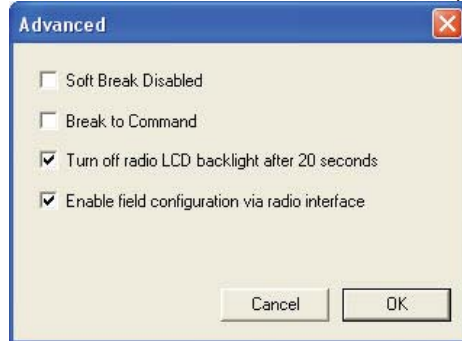 Advanced
Soft Break Disabled
Break to Command
Turn off radio LCD backlight after 20 seconds
Enable field configuration via radio interface
Cancel
OK